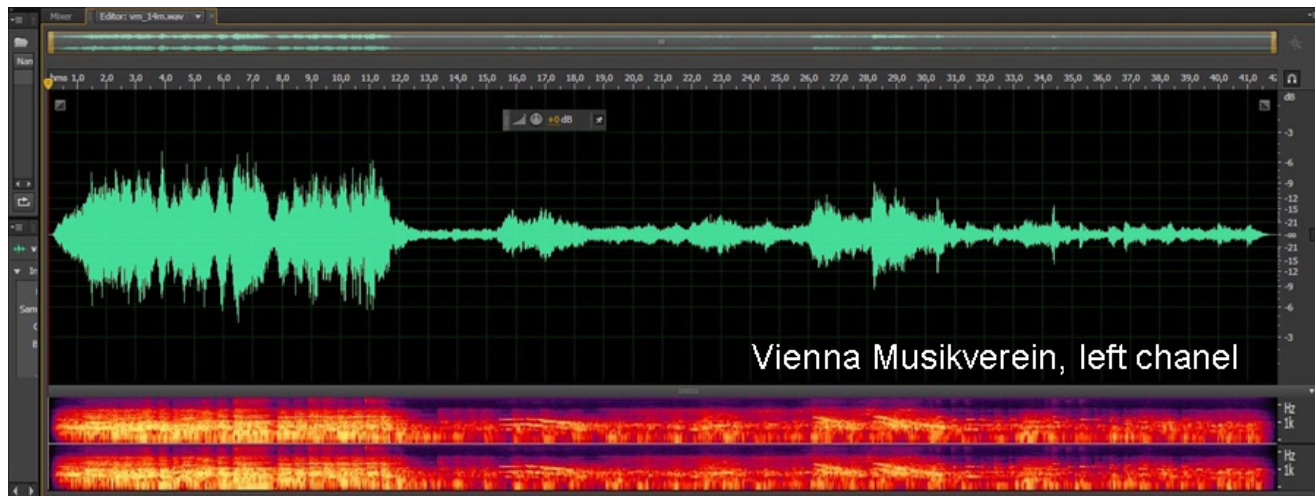 Mixer Editor: vm_14m.wav
Nan
hms 1,0 2,0 3,0 4,0 5,0 6,0 7,0 8,0 9,0 10,0 11,0 12,0 13,0 14,0 15,0 16,0 17,0 18,0 19,0 20,0 21,0 22,0 23,0 24,0 25,0 26,0 27,0 28,0 29,0 30,0 31,0 32,0 33,0 34,0 35,0 36,0 37,0 38,0 39,0 40,0 41,0 42
dB
+0 dB
-3
-6
-9
-12
-15
-21
-∞
-21
-15
-12
-9
-6
-3
v
In
Sam
Vienna Musikverein, left chanel
Hz
1k
Hz
1k